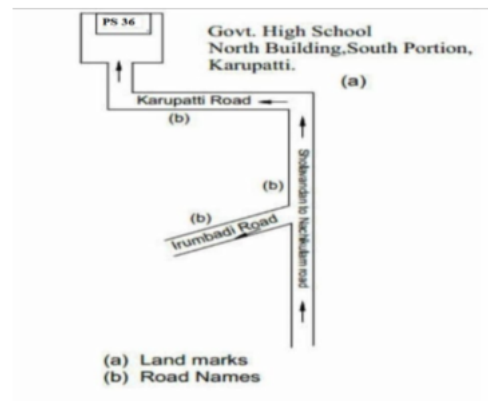 PS 36
Govt. High School
North Building,South Portion,
Karupatti.
(a)
Karupatti Road
(b)
(b)
Sholavandan to Nachikulam road
(b)
Irumbadi Road
(a) Land marks
(b) Road Names